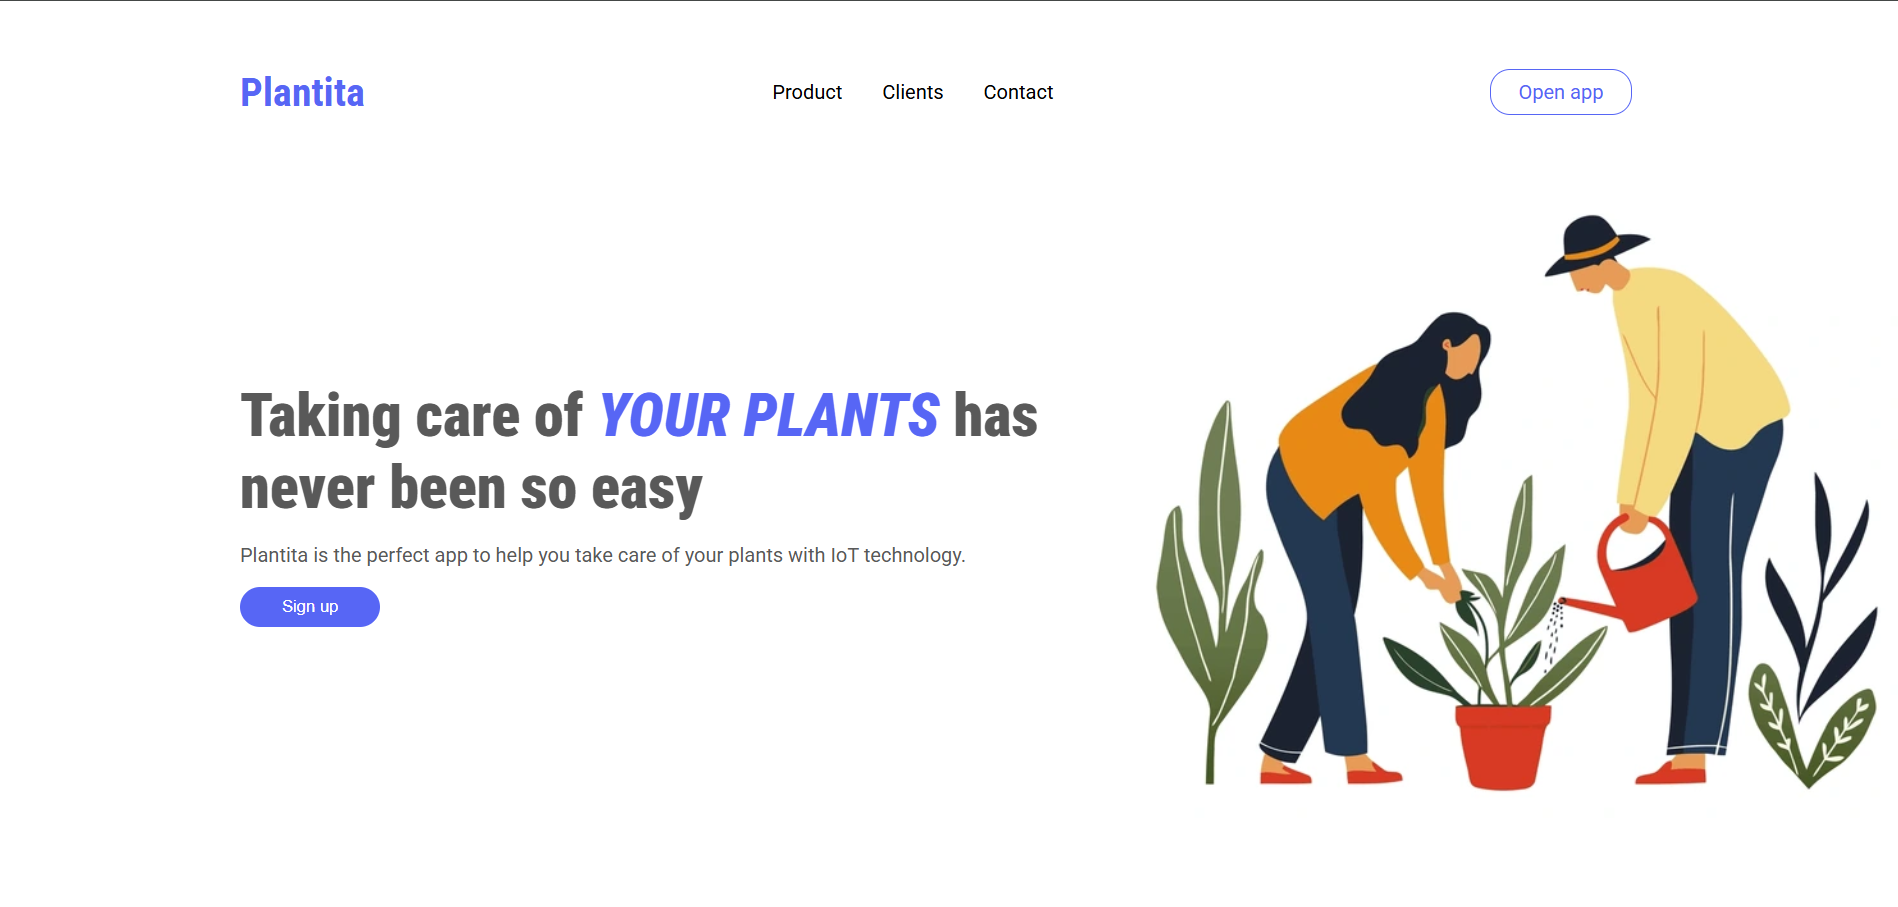 Plantita
Product Clients Contact
Open app
Taking care of YOUR PLANTS has
never been so easy
Plantita is the perfect app to help you take care of your plants with IoT technology.
Sign up